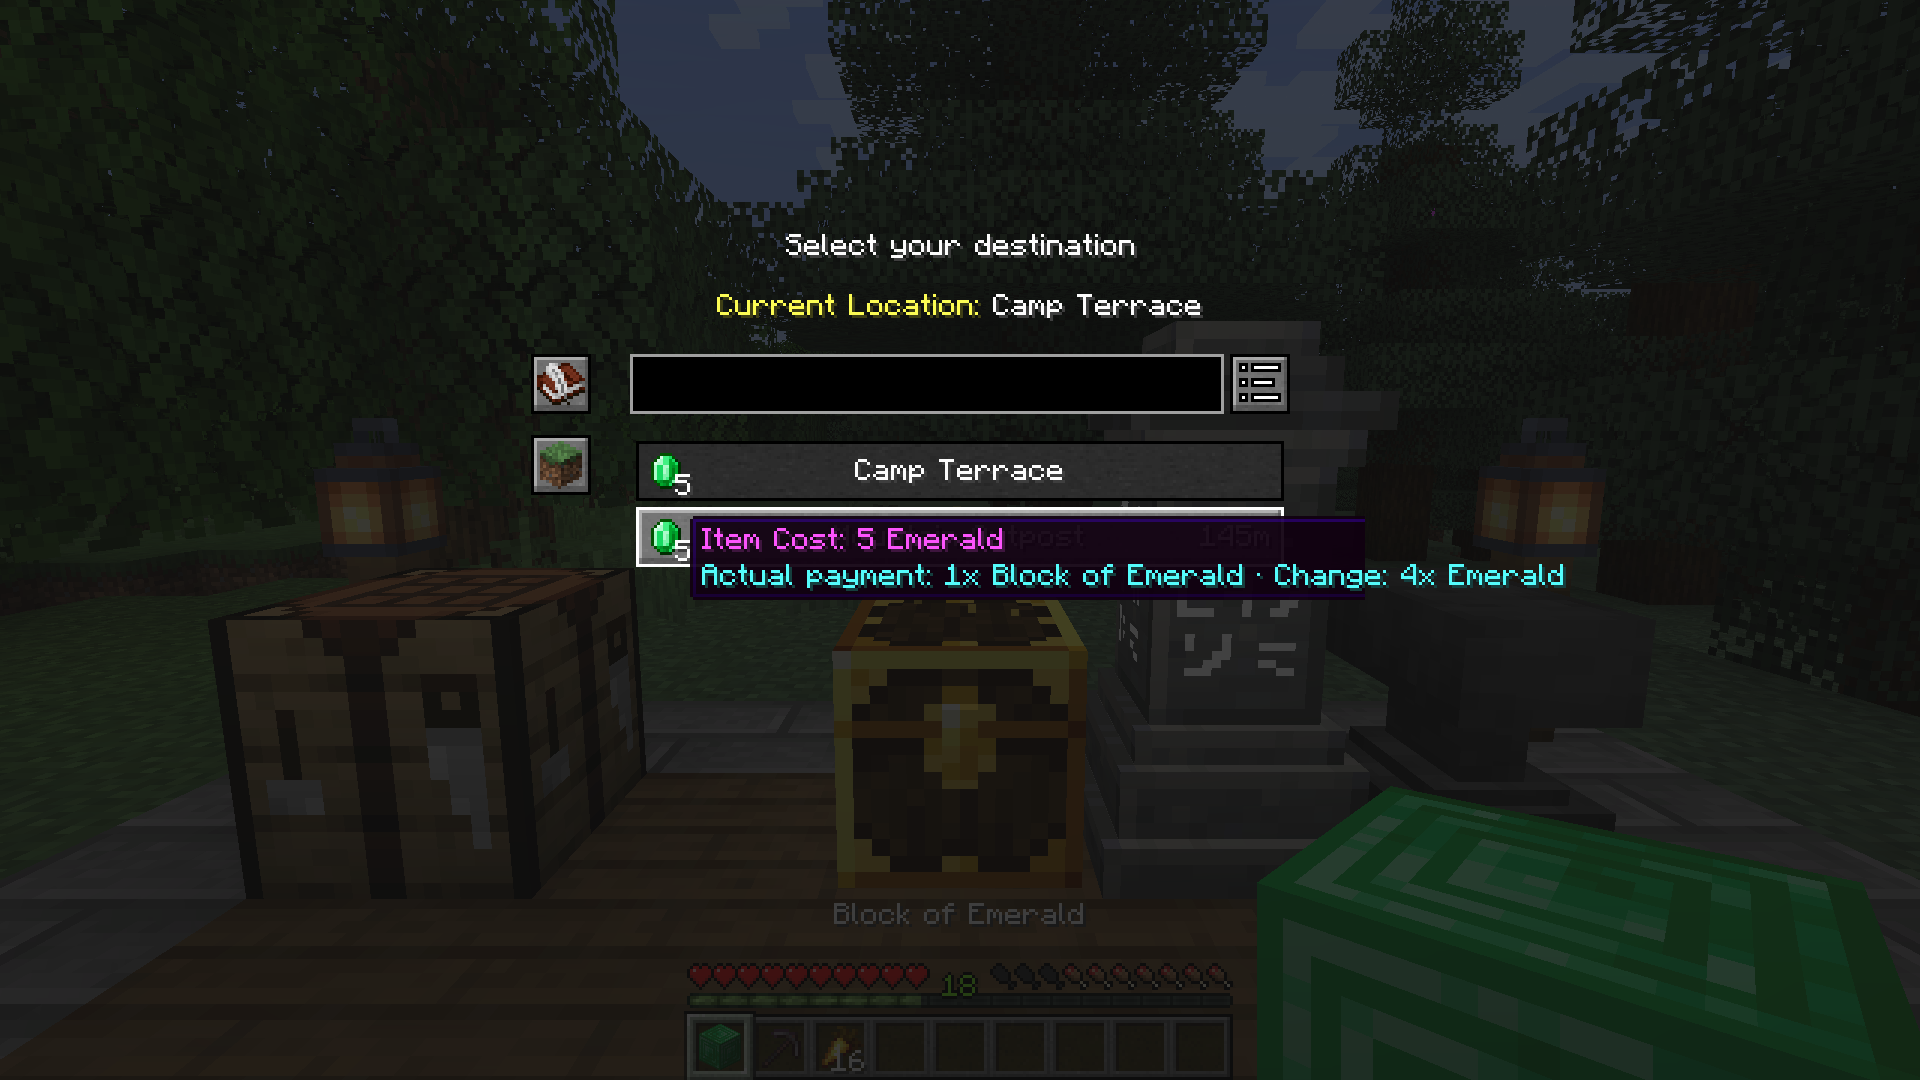 Select your destination
Current Location: Camp Terrace
5
Camp Terrace
5
145m
Item Cost: 5 Emerald
Actual payment: 1x Block of Emerald · Change: 4x Emerald
Block of Emerald
18
16